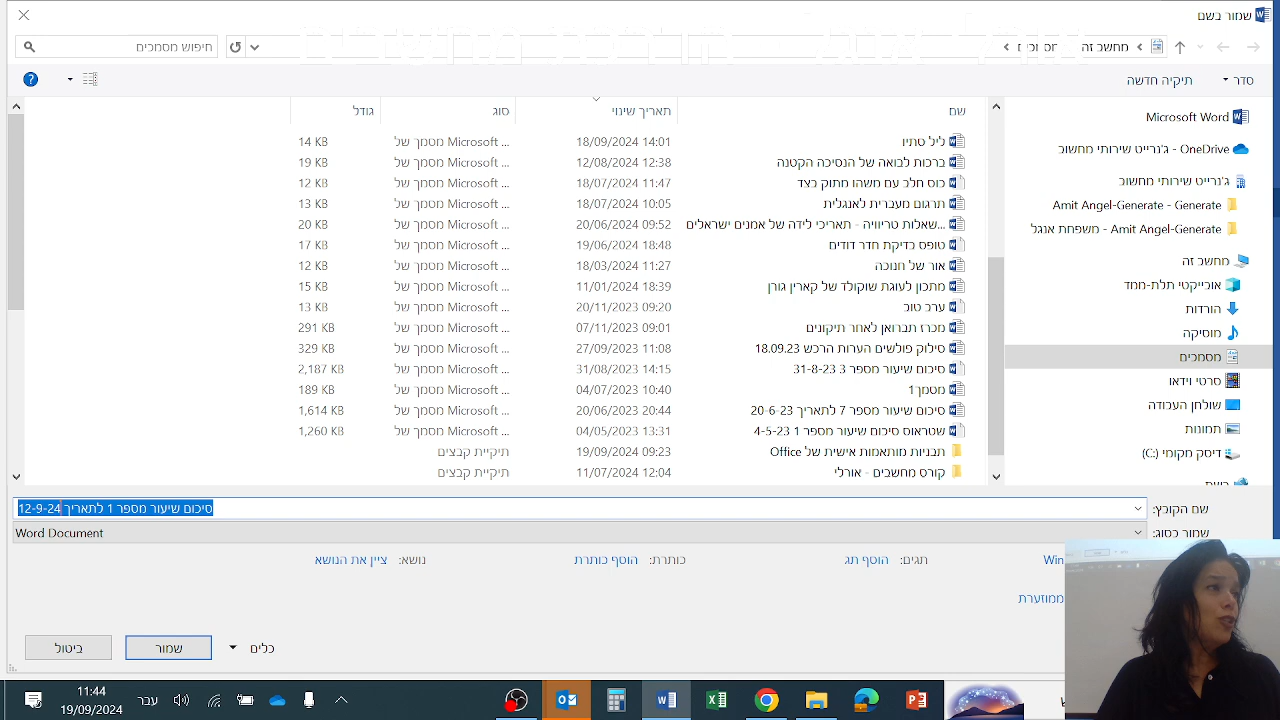 שמור בשם
מחשב זה
מסמכים
חיפוש מסמכים
סדר
תיקיה חדשה
שם
תאריך שינוי
סוג
גודל
ליל סתיו 18/09/2024 14:01 מסמך של Microsoft ... 14 KB
ברכות לבואה של הנסיכה הקטנה 12/08/2024 12:38 מסמך של Microsoft ... 19 KB
כוס חלב עם משהו מתוק בצד 18/07/2024 11:47 מסמך של Microsoft ... 12 KB
תרגום מעברית לאנגלית 18/07/2024 10:05 מסמך של Microsoft ... 13 KB
שאלות טריוויה - תאריכי לידה של אמנים ישראלים... 20/06/2024 09:52 מסמך של Microsoft ... 20 KB
טופס בדיקת חדר דודים 19/06/2024 18:48 מסמך של Microsoft ... 17 KB
אור של חנוכה 18/03/2024 11:27 מסמך של Microsoft ... 12 KB
מתכון לעוגת שוקולד של קארין גורן 11/01/2024 18:39 מסמך של Microsoft ... 15 KB
ערב טוב 20/11/2023 09:20 מסמך של Microsoft ... 13 KB
מכרז תברואן לאחר תיקונים 07/11/2023 09:01 מסמך של Microsoft ... 291 KB
סילוק פולשים הערות הרכש 18.09.23 27/09/2023 11:08 מסמך של Microsoft ... 329 KB
סיכום שיעור מספר 3 31-8-23 31/08/2023 14:15 מסמך של Microsoft ... 2,187 KB
מסמך1 04/07/2023 10:40 מסמך של Microsoft ... 189 KB
סיכום שיעור מספר 7 לתאריך 20-6-23 20/06/2023 20:44 מסמך של Microsoft ... 1,614 KB
שטראוס סיכום שיעור מספר 1 4-5-23 04/05/2023 13:31 מסמך של Microsoft ... 1,260 KB
תבניות מותאמות אישית של Office 19/09/2024 09:23 תיקיית קבצים
קורס מחשבים - אורלי 11/07/2024 12:04 תיקיית קבצים
Microsoft Word
OneDrive - ג'נרייט שירותי מחשוב
ג'נרייט שירותי מחשוב
Amit Angel-Generate - Generate
Amit Angel-Generate - משפחת אנגל
מחשב זה
אובייקטי תלת-ממד
הורדות
מוסיקה
מסמכים
סרטי וידאו
שולחן העבודה
תמונות
דיסק מקומי (C:)
רשת
שם הקובץ:
סיכום שיעור מספר 1 לתאריך 12-9-24
שמור כסוג:
Word Document
Win
תגים: הוסף תג
כותרת: הוסף כותרת
נושא: ציין את הנושא
ממוזערת
כלים
שמור
ביטול
עבר
11:44
19/09/2024